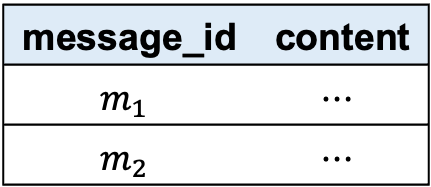 message_id content
m₁ ⋯
m₂ ⋯